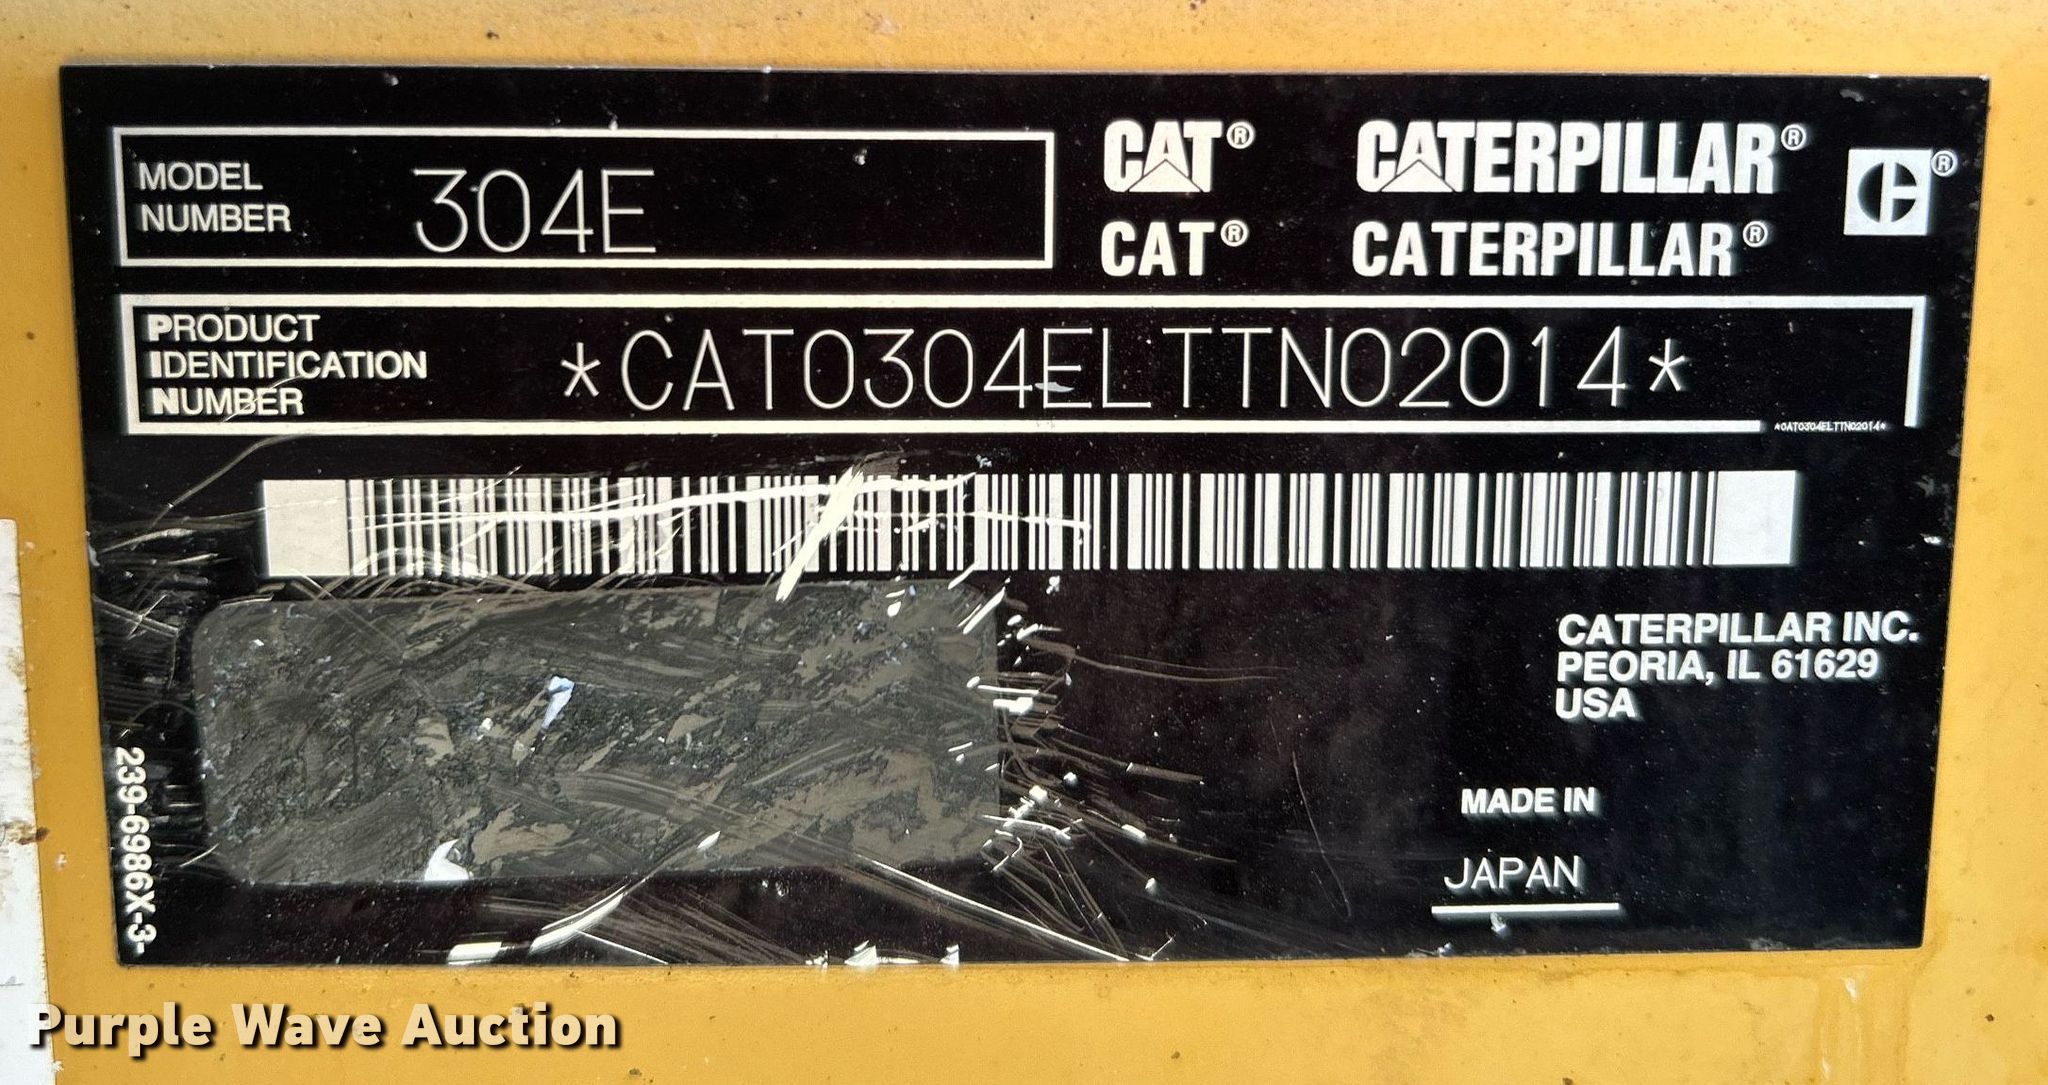 MODEL NUMBER 304E
CAT® CATERPILLAR® ®
CAT® CATERPILLAR®
PRODUCT
IDENTIFICATION
NUMBER
*CAT0304ELTTN02014*
*CAT0304ELTTN02014*
CATERPILLAR INC.
PEORIA, IL 61629
USA
MADE IN
JAPAN
239-6986X-3
Purple Wave Auction